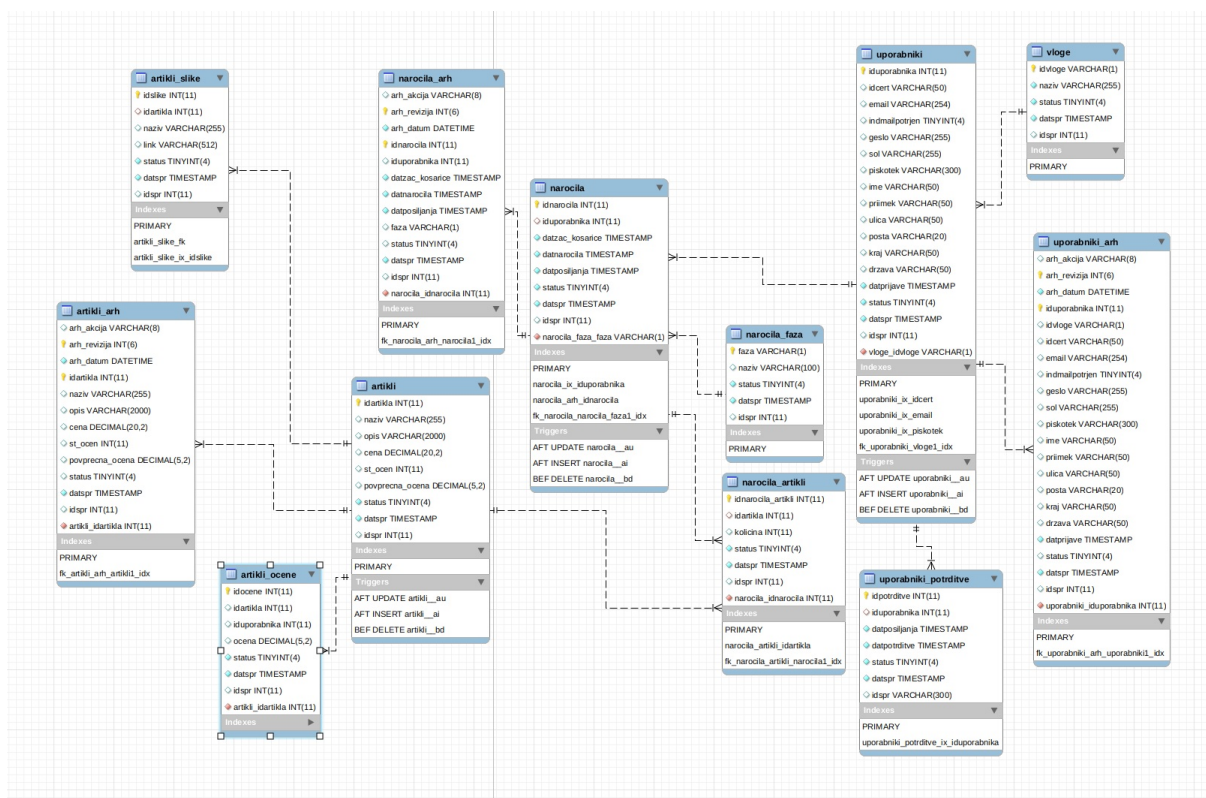 artikli_slike
idslike INT(11)
idartikla INT(11)
naziv VARCHAR(255)
link VARCHAR(512)
status TINYINT(4)
datspr TIMESTAMP
idspr INT(11)
Indexes
PRIMARY
artikli_slike_fk
artikli_slike_ix_idslike
narocila_arh
arh_akcija VARCHAR(8)
arh_revizija INT(6)
arh_datum DATETIME
idnarocila INT(11)
iduporabnika INT(11)
datzac_kosarice TIMESTAMP
datnarocila TIMESTAMP
datposiljanja TIMESTAMP
faza VARCHAR(1)
status TINYINT(4)
datspr TIMESTAMP
idspr INT(11)
narocila_idnarocila INT(11)
Indexes
PRIMARY
fk_narocila_arh_narocila1_idx
narocila
idnarocila INT(11)
iduporabnika INT(11)
datzac_kosarice TIMESTAMP
datnarocila TIMESTAMP
datposiljanja TIMESTAMP
status TINYINT(4)
datspr TIMESTAMP
idspr INT(11)
narocila_faza_faza VARCHAR(1)
Indexes
PRIMARY
narocila_ix_iduporabnika
narocila_arh_idnarocila
fk_narocila_narocila_faza1_idx
Triggers
AFT UPDATE narocila__au
AFT INSERT narocila__ai
BEF DELETE narocila__bd
uporabniki
iduporabnika INT(11)
idcert VARCHAR(50)
email VARCHAR(254)
indmailpotrjen TINYINT(4)
geslo VARCHAR(255)
sol VARCHAR(255)
piskotek VARCHAR(300)
ime VARCHAR(50)
priimek VARCHAR(50)
ulica VARCHAR(50)
posta VARCHAR(20)
kraj VARCHAR(50)
drzava VARCHAR(50)
datprijave TIMESTAMP
status TINYINT(4)
datspr TIMESTAMP
idspr INT(11)
vloge_idvloge VARCHAR(1)
Indexes
PRIMARY
uporabniki_ix_idcert
uporabniki_ix_email
uporabniki_ix_piskotek
fk_uporabniki_vloge1_idx
Triggers
AFT UPDATE uporabniki__au
AFT INSERT uporabniki__ai
BEF DELETE uporabniki__bd
vloge
idvloge VARCHAR(1)
naziv VARCHAR(255)
status TINYINT(4)
datspr TIMESTAMP
idspr INT(11)
Indexes
PRIMARY
uporabniki_arh
arh_akcija VARCHAR(8)
arh_revizija INT(6)
arh_datum DATETIME
iduporabnika INT(11)
idvloge VARCHAR(1)
idcert VARCHAR(50)
email VARCHAR(254)
indmailpotrjen TINYINT(4)
geslo VARCHAR(255)
sol VARCHAR(255)
piskotek VARCHAR(300)
ime VARCHAR(50)
priimek VARCHAR(50)
ulica VARCHAR(50)
posta VARCHAR(50)
kraj VARCHAR(50)
drzava VARCHAR(50)
datprijave TIMESTAMP
status TINYINT(4)
datspr TIMESTAMP
idspr INT(11)
uporabniki_iduporabnika INT(11)
Indexes
PRIMARY
fk_uporabniki_arh_uporabniki1_idx
artikli_arh
arh_akcija VARCHAR(8)
arh_revizija INT(6)
arh_datum DATETIME
idartikla INT(11)
naziv VARCHAR(255)
opis VARCHAR(2000)
cena DECIMAL(20,2)
st_ocen INT(11)
povprecna_ocena DECIMAL(5,2)
status TINYINT(4)
datspr TIMESTAMP
idspr INT(11)
artikli_idartikla INT(11)
Indexes
PRIMARY
fk_artikli_arh_artikli1_idx
artikli
idartikla INT(11)
naziv VARCHAR(255)
opis VARCHAR(2000)
cena DECIMAL(20,2)
st_ocen INT(11)
povprecna_ocena DECIMAL(5,2)
status TINYINT(4)
datspr TIMESTAMP
idspr INT(11)
Indexes
PRIMARY
Triggers
AFT UPDATE artikli__au
AFT INSERT artikli__ai
BEF DELETE artikli__bd
narocila_faza
faza VARCHAR(1)
naziv VARCHAR(100)
status TINYINT(4)
datspr TIMESTAMP
idspr INT(11)
Indexes
PRIMARY
narocila_artikli
idnarocila_artikli INT(11)
idartikla INT(11)
kolicina INT(11)
status TINYINT(4)
datspr TIMESTAMP
idspr INT(11)
narocila_idnarocila INT(11)
Indexes
PRIMARY
narocila_artikli_idartikla
fk_narocila_artikli_narocila1_idx
artikli_ocene
idocene INT(11)
idartikla INT(11)
iduporabnika INT(11)
ocena DECIMAL(5,2)
status TINYINT(4)
datspr TIMESTAMP
idspr INT(11)
artikli_idartikla INT(11)
Indexes
uporabniki_potrditve
idpotrditve INT(11)
iduporabnika INT(11)
datposiljanja TIMESTAMP
datpotrditve TIMESTAMP
status TINYINT(4)
datspr TIMESTAMP
idspr VARCHAR(300)
Indexes
PRIMARY
uporabniki_potrditve_ix_iduporabnika